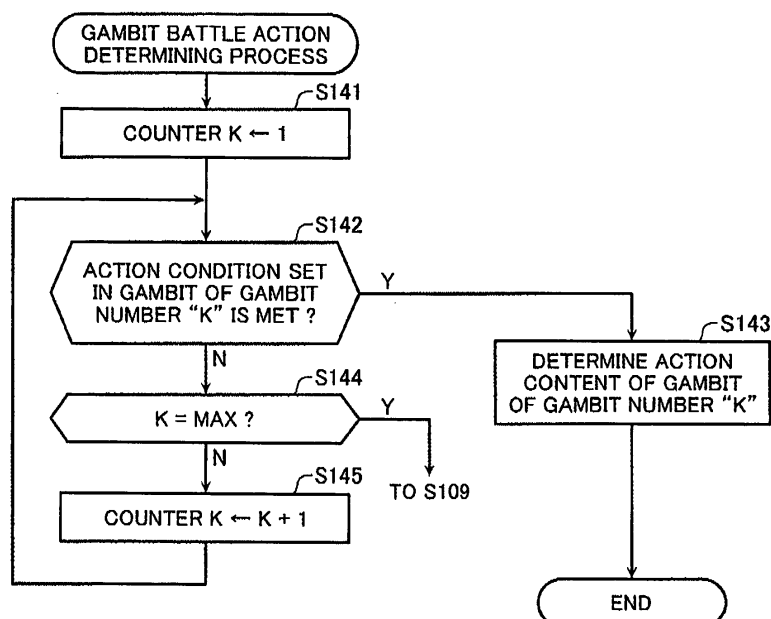 GAMBIT BATTLE ACTION
DETERMINING PROCESS
S141
COUNTER K ← 1
S142
ACTION CONDITION SET
IN GAMBIT OF GAMBIT
NUMBER “K” IS MET ?
Y
N
S143
DETERMINE ACTION
CONTENT OF GAMBIT
OF GAMBIT NUMBER “K”
S144
K = MAX ?
Y
N
TO S109
S145
COUNTER K ← K + 1
END